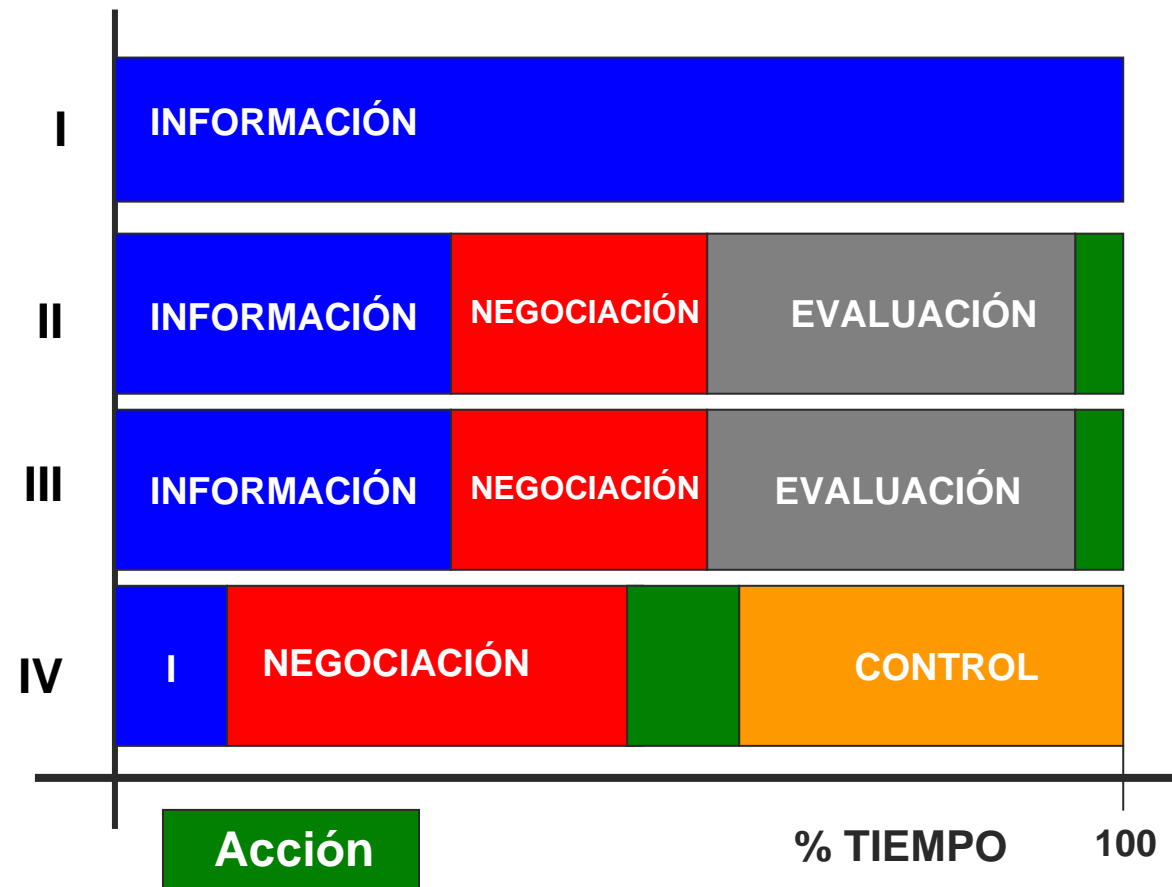 I
INFORMACIÓN
II
INFORMACIÓN
NEGOCIACIÓN
EVALUACIÓN
III
INFORMACIÓN
NEGOCIACIÓN
EVALUACIÓN
IV
I
NEGOCIACIÓN
CONTROL
Acción
% TIEMPO
100